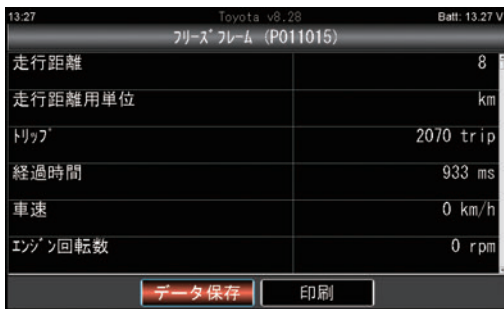 13:27 Toyota v8.28 Batt: 13.27 V
フリーズフレーム (P011015)
走行距離 8
走行距離用単位 km
トリップ 2070 trip
経過時間 933 ms
車速 0 km/h
エンジン回転数 0 rpm
データ保存 印刷